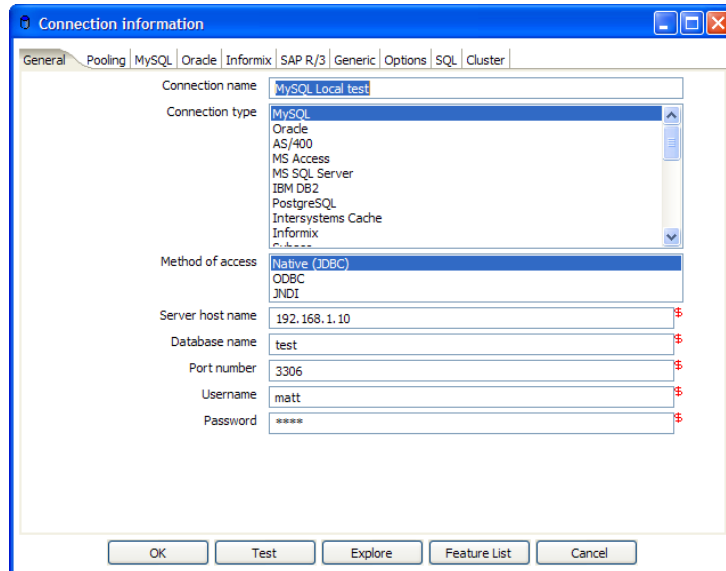 Connection information
General Pooling MySQL Oracle Informix SAP R/3 Generic Options SQL Cluster
Connection name MySQL Local test
Connection type MySQL
Oracle
AS/400
MS Access
MS SQL Server
IBM DB2
PostgreSQL
Intersystems Cache
Informix
Method of access Native (JDBC)
ODBC
JNDI
Server host name 192.168.1.10 $
Database name test $
Port number 3306 $
Username matt $
Password **** $
OK Test Explore Feature List Cancel